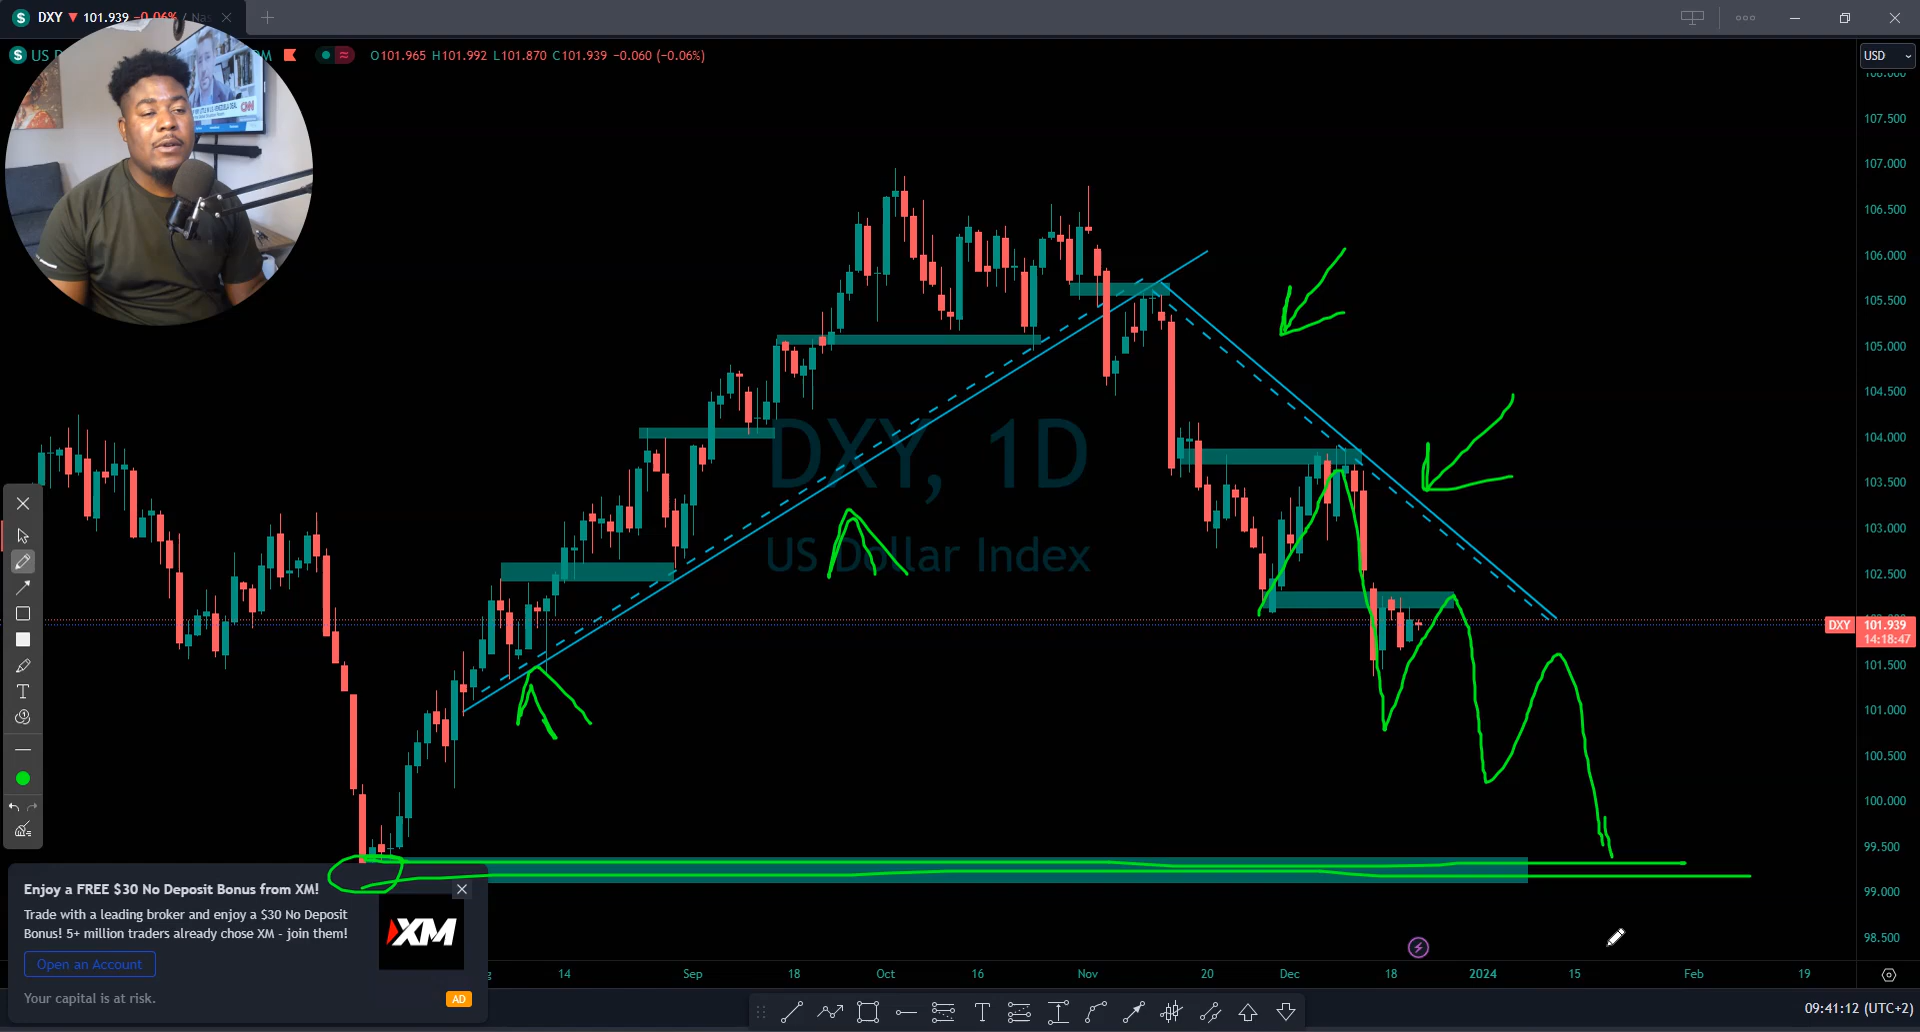 DXY ▼ 101.939 −0.06% / Nas
US
O101.965 H101.992 L101.870 C101.939 −0.060 (−0.06%)
USD
CNN
107.500
107.000
106.500
106.000
105.500
105.000
104.500
104.000
103.500
103.000
102.500
DXY 101.939
14:18:47
101.500
101.000
100.500
100.000
99.500
99.000
98.500
DXY, 1D
US Dollar Index
Enjoy a FREE $30 No Deposit Bonus from XM!
Trade with a leading broker and enjoy a $30 No Deposit
Bonus! 5+ million traders already chose XM - join them!
XM
Open an Account
Your capital is at risk.
AD
14 Sep 18 Oct 16 Nov 20 Dec 18 2024 15 Feb 19
09:41:12 (UTC+2)